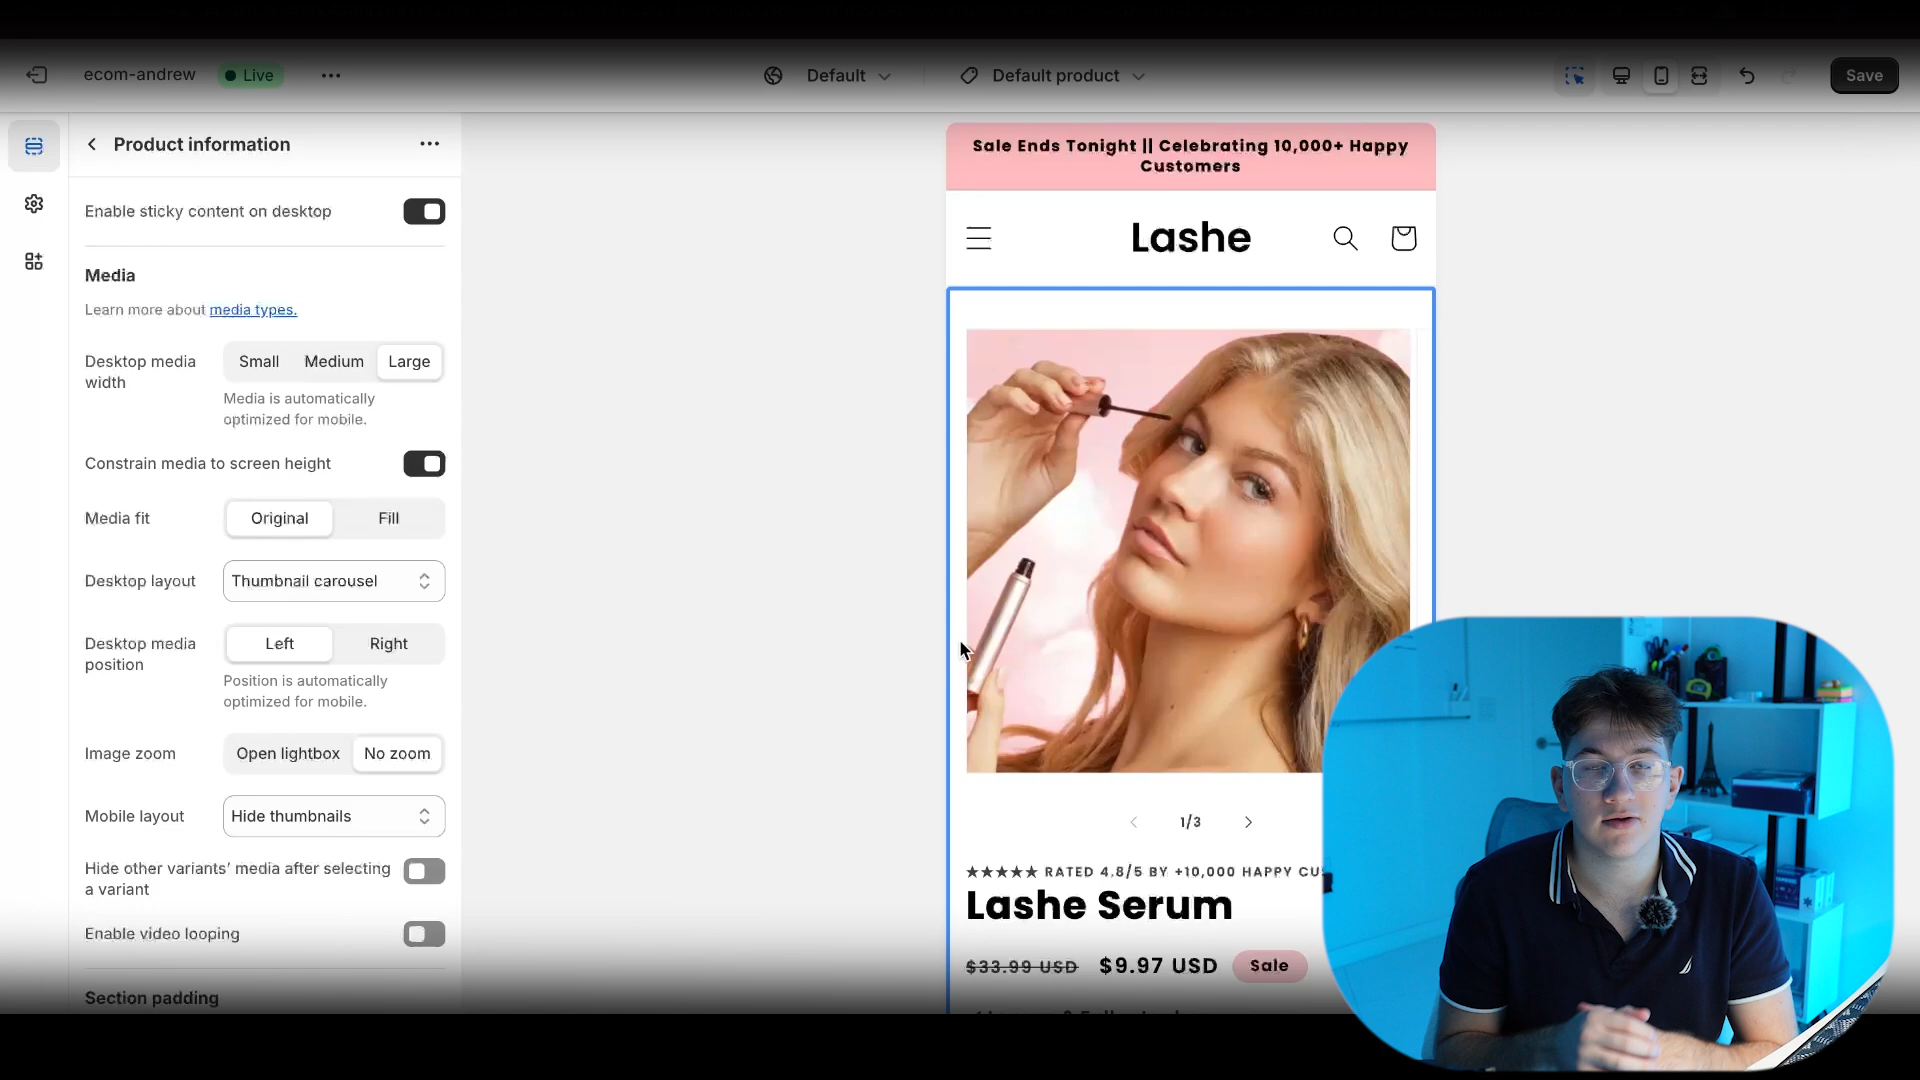 ecom-andrew
Live
Default
Default product
Save
Product information
Enable sticky content on desktop
Media
Learn more about media types.
Desktop media
width
Small
Medium
Large
Media is automatically
optimized for mobile.
Constrain media to screen height
Media fit
Original
Fill
Desktop layout
Thumbnail carousel
Desktop media
position
Left
Right
Position is automatically
optimized for mobile.
Image zoom
Open lightbox
No zoom
Mobile layout
Hide thumbnails
Hide other variants’ media after selecting
a variant
Enable video looping
Section padding
Sale Ends Tonight || Celebrating 10,000+ Happy
Customers
Lashe
1/3
★★★★★ RATED 4.8/5 BY +10,000 HAPPY
Lashe Serum
$33.99 USD
$9.97 USD
Sale